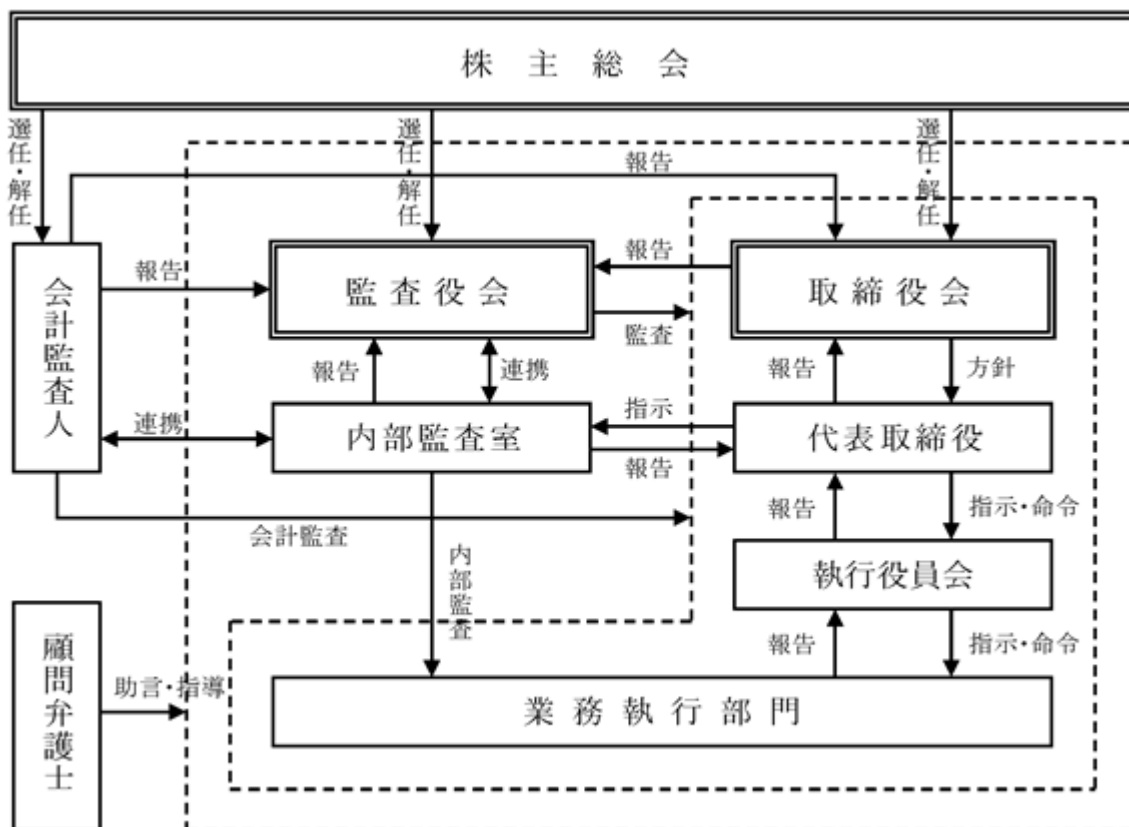 株主総会
選任・解任
選任・解任
選任・解任
報告
会計監査人
報告
監査役会
報告
監査
取締役会
報告
連携
報告
方針
連携
内部監査室
指示
報告
代表取締役
会計監査
内部監査
報告
指示・命令
執行役員会
報告
指示・命令
顧問弁護士
助言・指導
業務執行部門